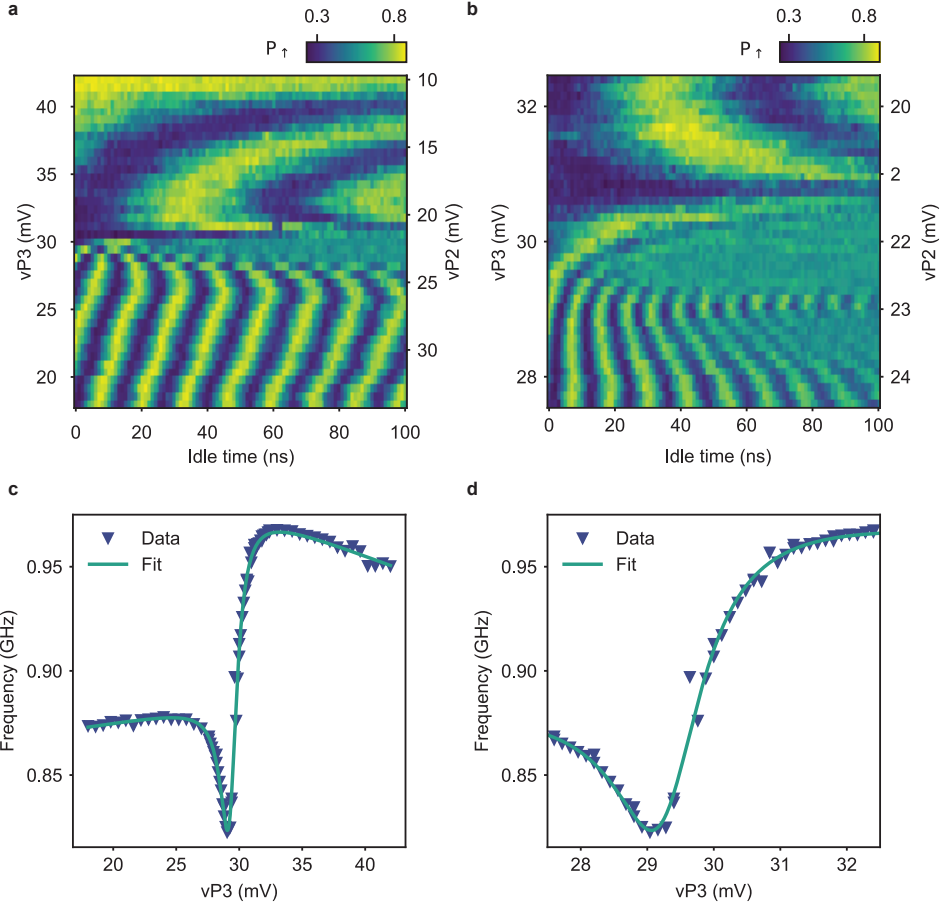 a
0.3 0.8
P↑
40
35
30
25
20
vP3 (mV)
10
15
20
25
30
vP2 (mV)
0 20 40 60 80 100
Idle time (ns)
b
0.3 0.8
P↑
32
30
28
vP3 (mV)
20
2
22
23
24
vP2 (mV)
0 20 40 60 80 100
Idle time (ns)
c
Data
Fit
0.95
0.90
0.85
Frequency (GHz)
20 25 30 35 40
vP3 (mV)
d
Data
Fit
0.95
0.90
0.85
Frequency (GHz)
28 29 30 31 32
vP3 (mV)